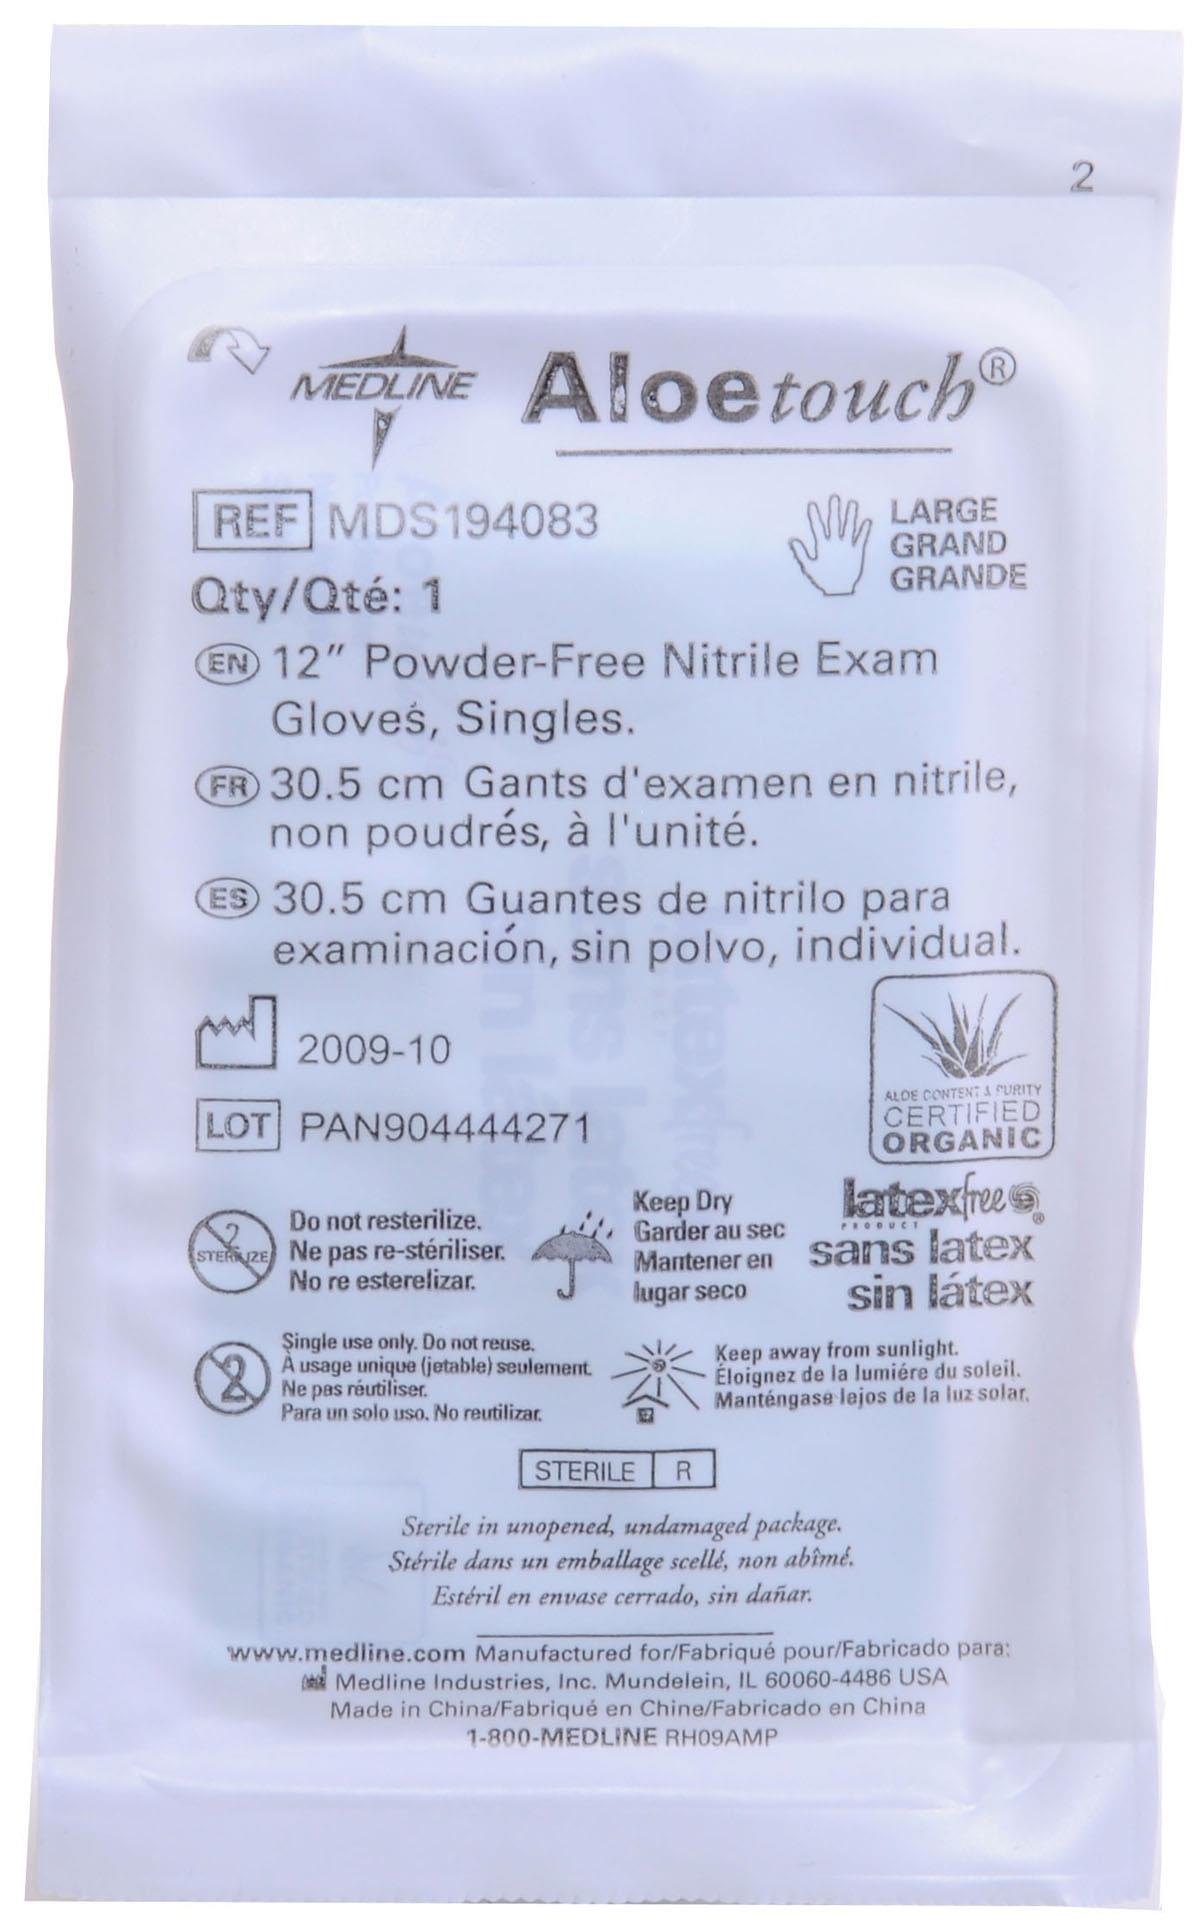 2
MEDLINE Aloetouch®
REF MDS194083
LARGE
GRAND
GRANDE
Qty/Qté: 1
EN 12" Powder-Free Nitrile Exam
Gloves, Singles.
FR 30.5 cm Gants d'examen en nitrile,
non poudrés, à l'unité.
ES 30.5 cm Guantes de nitrilo para
examinación, sin polvo, individual.
2009-10
LOT PAN904444271
ALOE CONTENT & PURITY
CERTIFIED
ORGANIC
2
STERILIZE
Do not resterilize.
Ne pas re-stériliser.
No re esterelizar.
Keep Dry
Garder au sec
Mantener en
lugar seco
latexfree®
PRODUCT
sans latex
sin látex
2
Single use only. Do not reuse.
À usage unique (jetable) seulement.
Ne pas réutiliser.
Para un solo uso. No reutilizar.
Keep away from sunlight.
Éloignez de la lumiére du soleil.
Manténgase lejos de la luz solar.
STERILE R
Sterile in unopened, undamaged package.
Stérile dans un emballage scellé, non abîmé.
Estéril en envase cerrado, sin dañar.
www.medline.com Manufactured for/Fabriqué pour/Fabricado para:
Medline Industries, Inc. Mundelein, IL 60060-4486 USA
Made in China/Fabriqué en Chine/Fabricado en China
1-800-MEDLINE RH09AMP